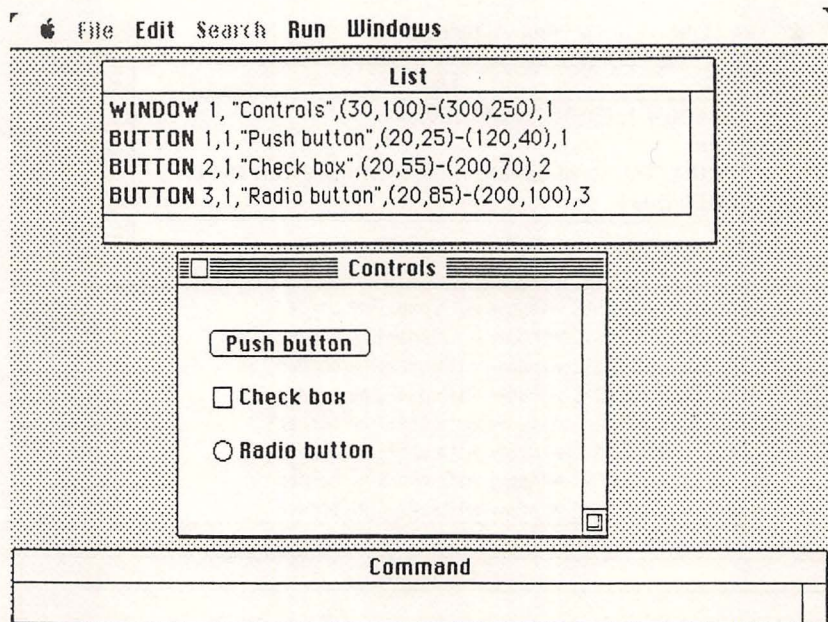 File Edit Search Run Windows
List
WINDOW 1, "Controls",(30,100)-(300,250),1
BUTTON 1,1,"Push button",(20,25)-(120,40),1
BUTTON 2,1,"Check box",(20,55)-(200,70),2
BUTTON 3,1,"Radio button",(20,85)-(200,100),3
Controls
Push button
Check box
Radio button
Command